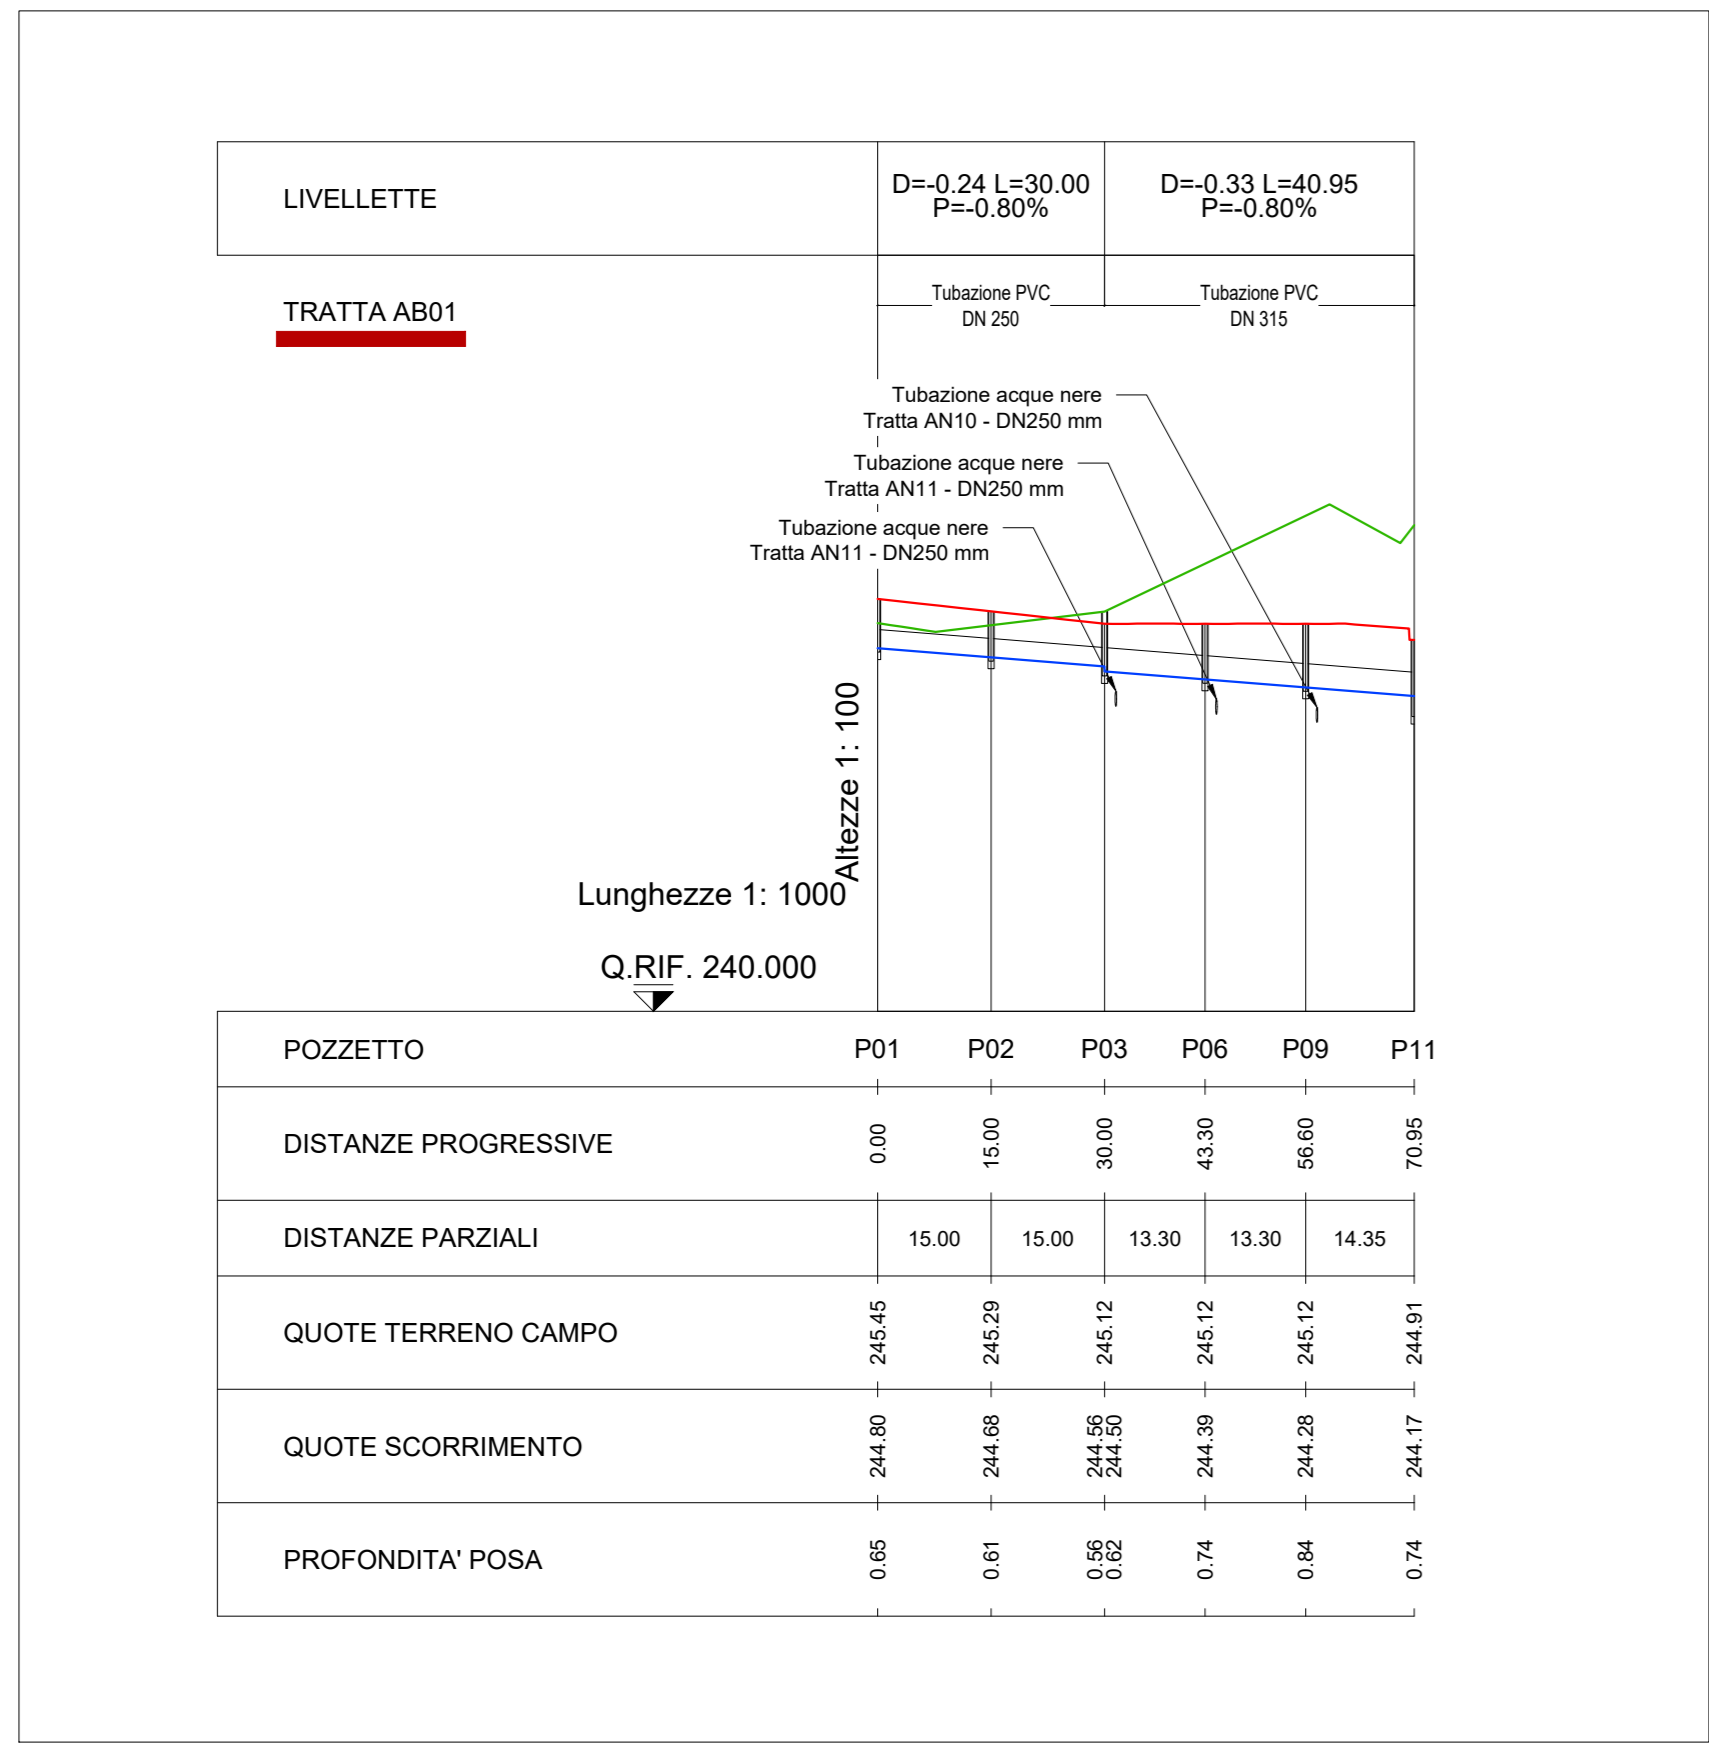 LIVELLETTE
D=-0.24 L=30.00
P=-0.80%
D=-0.33 L=40.95
P=-0.80%
TRATTA AB01
Tubazione PVC
DN 250
Tubazione PVC
DN 315
Tubazione acque nere
Tratta AN10 - DN250 mm
Tubazione acque nere
Tratta AN11 - DN250 mm
Tubazione acque nere
Tratta AN11 - DN250 mm
Altezze 1: 100
Lunghezze 1: 1000
Q.RIF. 240.000
POZZETTO P01 P02 P03 P06 P09 P11
DISTANZE PROGRESSIVE 0.00 15.00 30.00 43.30 56.60 70.95
DISTANZE PARZIALI 15.00 15.00 13.30 13.30 14.35
QUOTE TERRENO CAMPO 245.45 245.29 245.12 245.12 245.12 244.91
QUOTE SCORRIMENTO 244.80 244.68 244.56 244.50 244.39 244.28 244.17
PROFONDITA' POSA 0.65 0.61 0.56 0.62 0.74 0.84 0.74